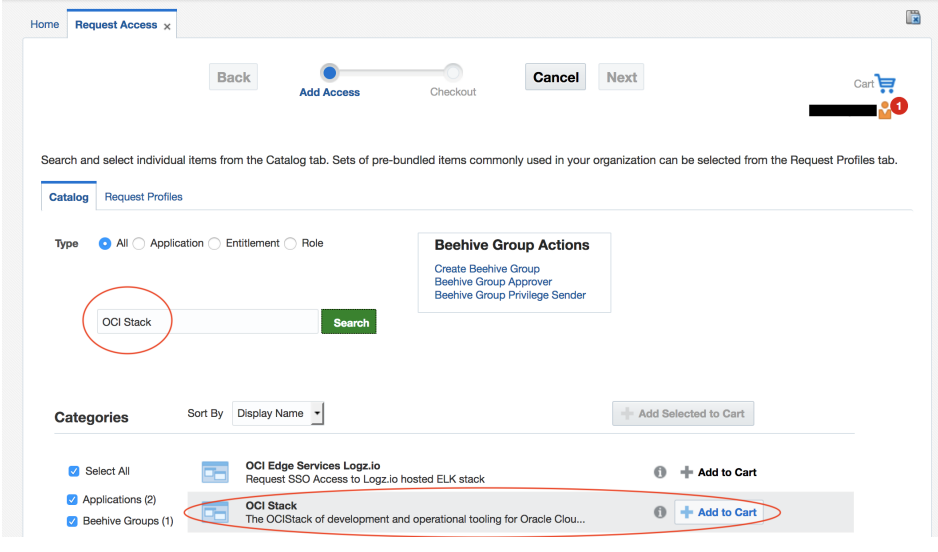 Home
Request Access
Back
Add Access
Checkout
Cancel
Next
Cart
1
Search and select individual items from the Catalog tab. Sets of pre-bundled items commonly used in your organization can be selected from the Request Profiles tab.
Catalog
Request Profiles
Type
All
Application
Entitlement
Role
Beehive Group Actions
Create Beehive Group
Beehive Group Approver
Beehive Group Privilege Sender
OCI Stack
Search
Categories
Sort By
Display Name
Add Selected to Cart
Select All
Applications (2)
Beehive Groups (1)
OCI Edge Services Logz.io
Request SSO Access to Logz.io hosted ELK stack
Add to Cart
OCI Stack
The OCIStack of development and operational tooling for Oracle Clou...
Add to Cart